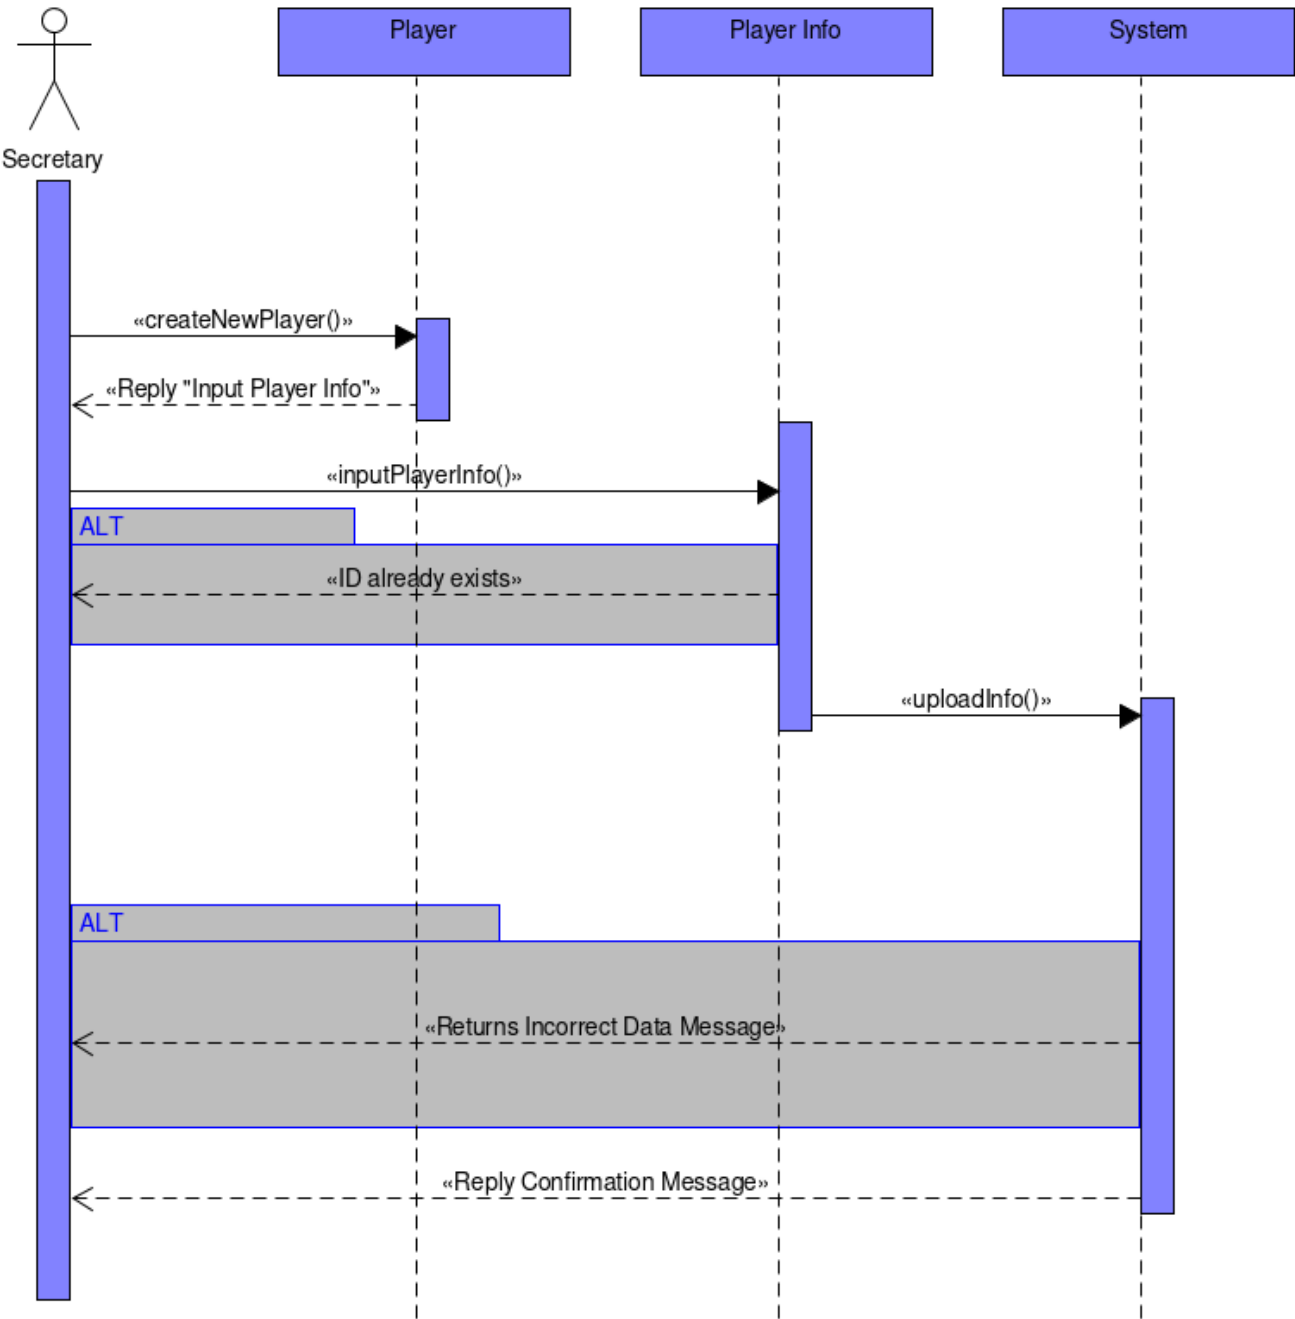 Player
Player Info
System
Secretary
«createNewPlayer()»
«Reply "Input Player Info"»
«inputPlayerInfo()»
ALT
«ID already exists»
«uploadInfo()»
ALT
«Returns Incorrect Data Message»
«Reply Confirmation Message»